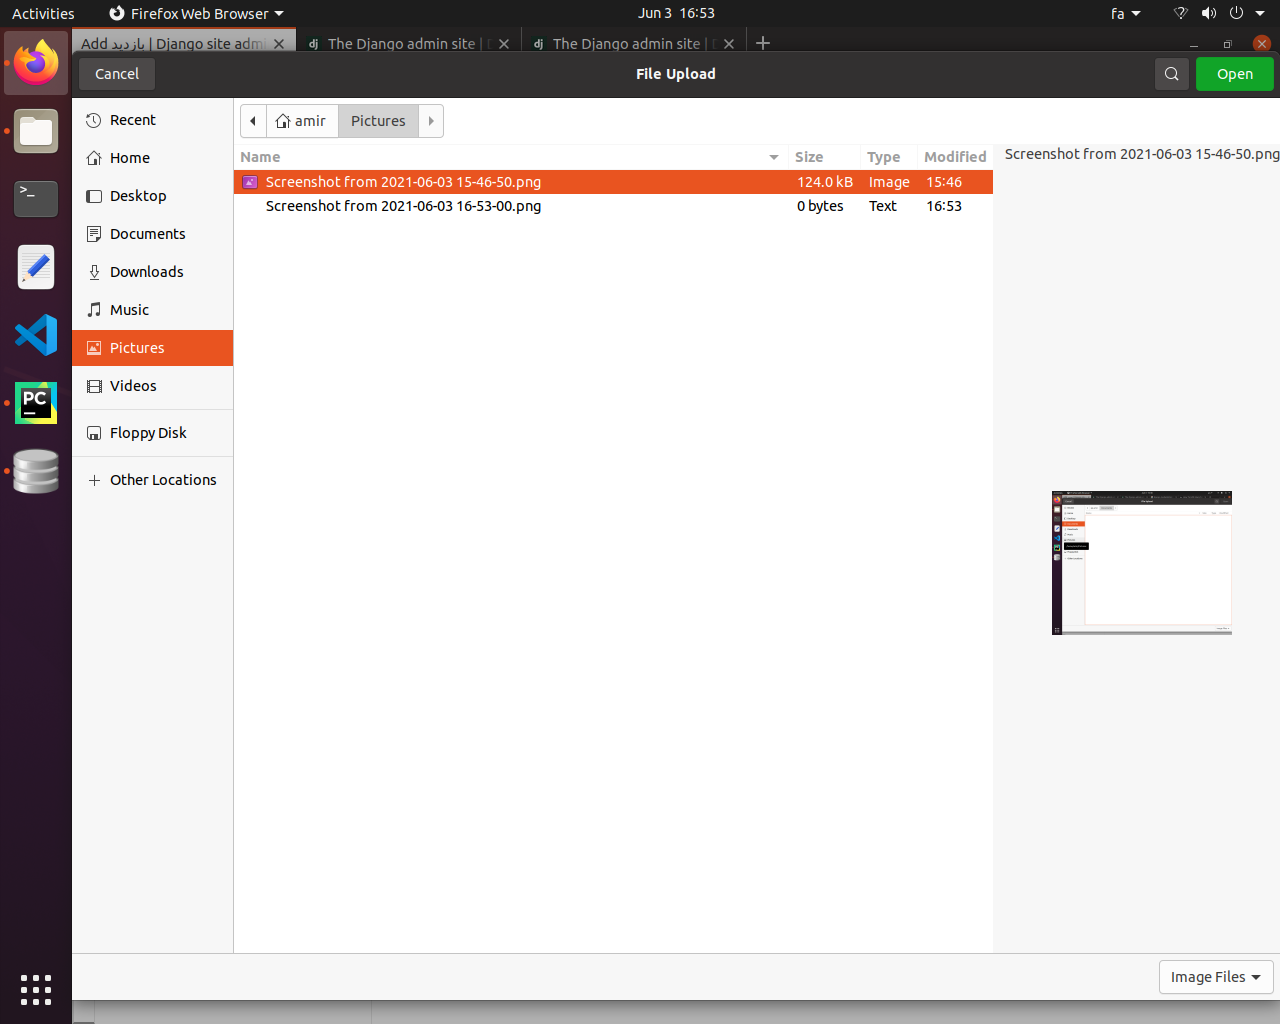 Activities Firefox Web Browser Jun 3 16:53 fa
Add بازدید | Django site adm The Django admin site | The Django admin site |
Cancel File Upload Open
amir Pictures
Recent
Home
Desktop
Documents
Downloads
Music
Pictures
Videos
Floppy Disk
Other Locations
Name Size Type Modified
Screenshot from 2021-06-03 15-46-50.png 124.0 kB Image 15:46
Screenshot from 2021-06-03 16-53-00.png 0 bytes Text 16:53
Screenshot from 2021-06-03 15-46-50.png
PC
dj
dj
Image Files